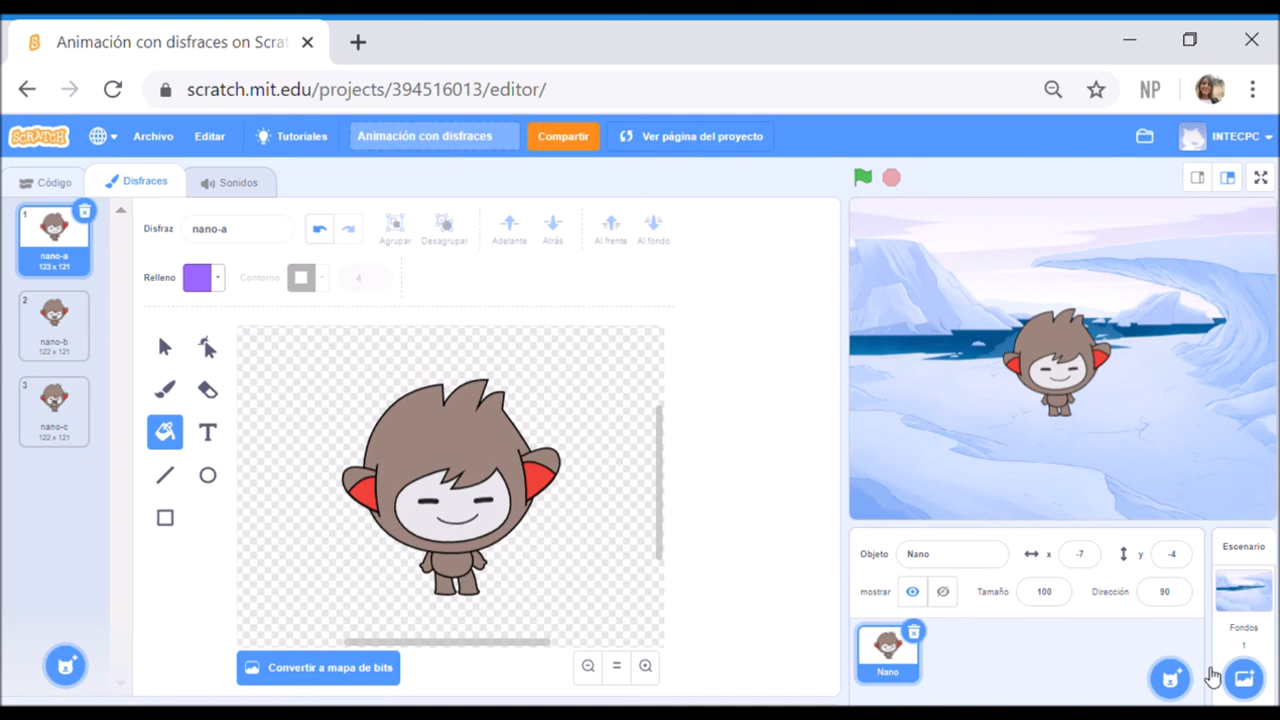 Animación con disfraces on Scrat
scratch.mit.edu/projects/394516013/editor/
NP
SCRATCH
Archivo
Editar
Tutoriales
Animación con disfraces
Compartir
Ver página del proyecto
INTECPC
Código
Disfraces
Sonidos
1
nano-a
123 x 121
2
nano-b
122 x 121
3
nano-c
122 x 121
Disfraz
nano-a
Agrupar
Desagrupar
Adelante
Atrás
Al frente
Al fondo
Relleno
Contorno
4
Convertir a mapa de bits
Objeto
Nano
x
-7
y
-4
mostrar
Tamaño
100
Dirección
90
Nano
Escenario
Fondos
1